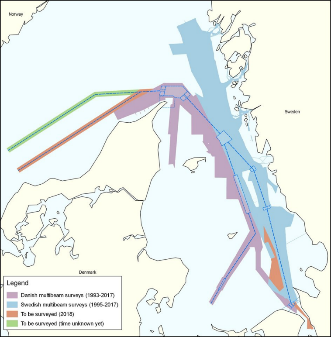 Norway
Sweden
Denmark
Legend
Danish multibeam surveys (1993-2017)
Swedish multibeam surveys (1995-2017)
To be surveyed (2018)
To be surveyed (time unknown yet)